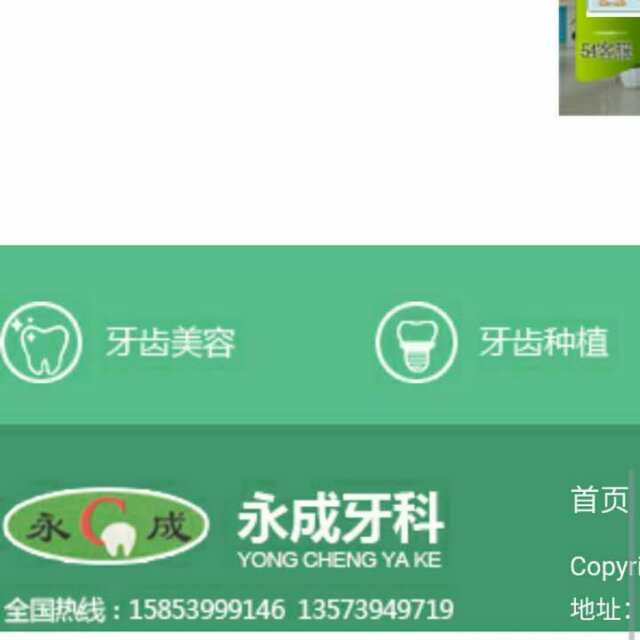 54客服
牙齿美容
牙齿种植
永 C 成
永成牙科
YONG CHENG YA KE
全国热线：15853999146 13573949719
首页
Copyri
地址：